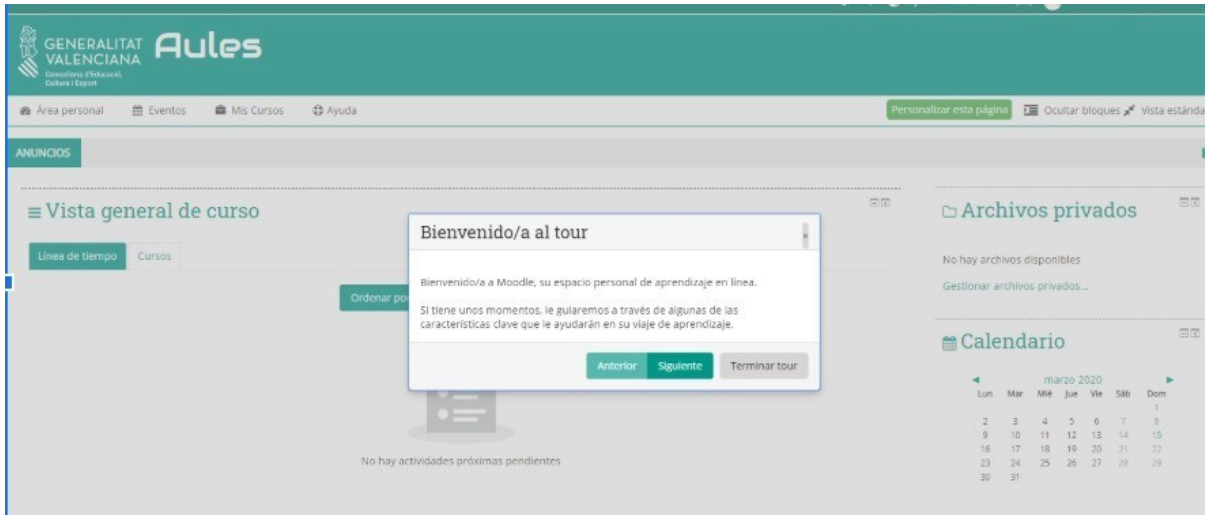 GENERALITAT
VALENCIANA
Conselleria d'Educació,
Cultura i Esport
Aules
Área personal Eventos Mis Cursos Ayuda
Personalizar esta página Ocultar bloques Vista estánda
ANUNCIOS
Vista general de curso
Línea de tiempo Cursos
Ordenar po
Bienvenido/a al tour
Bienvenido/a a Moodle, su espacio personal de aprendizaje en línea.
Si tiene unos momentos, le guiaremos a través de algunas de las
características clave que le ayudarán en su viaje de aprendizaje.
Anterior Siguiente Terminar tour
No hay actividades próximas pendientes
Archivos privados
No hay archivos disponibles
Gestionar archivos privados...
Calendario
marzo 2020
Lun Mar Mié Jue Vie Sáb Dom
1
2 3 4 5 6 7 8
9 10 11 12 13 14 15
16 17 18 19 20 21 22
23 24 25 26 27 28 29
30 31